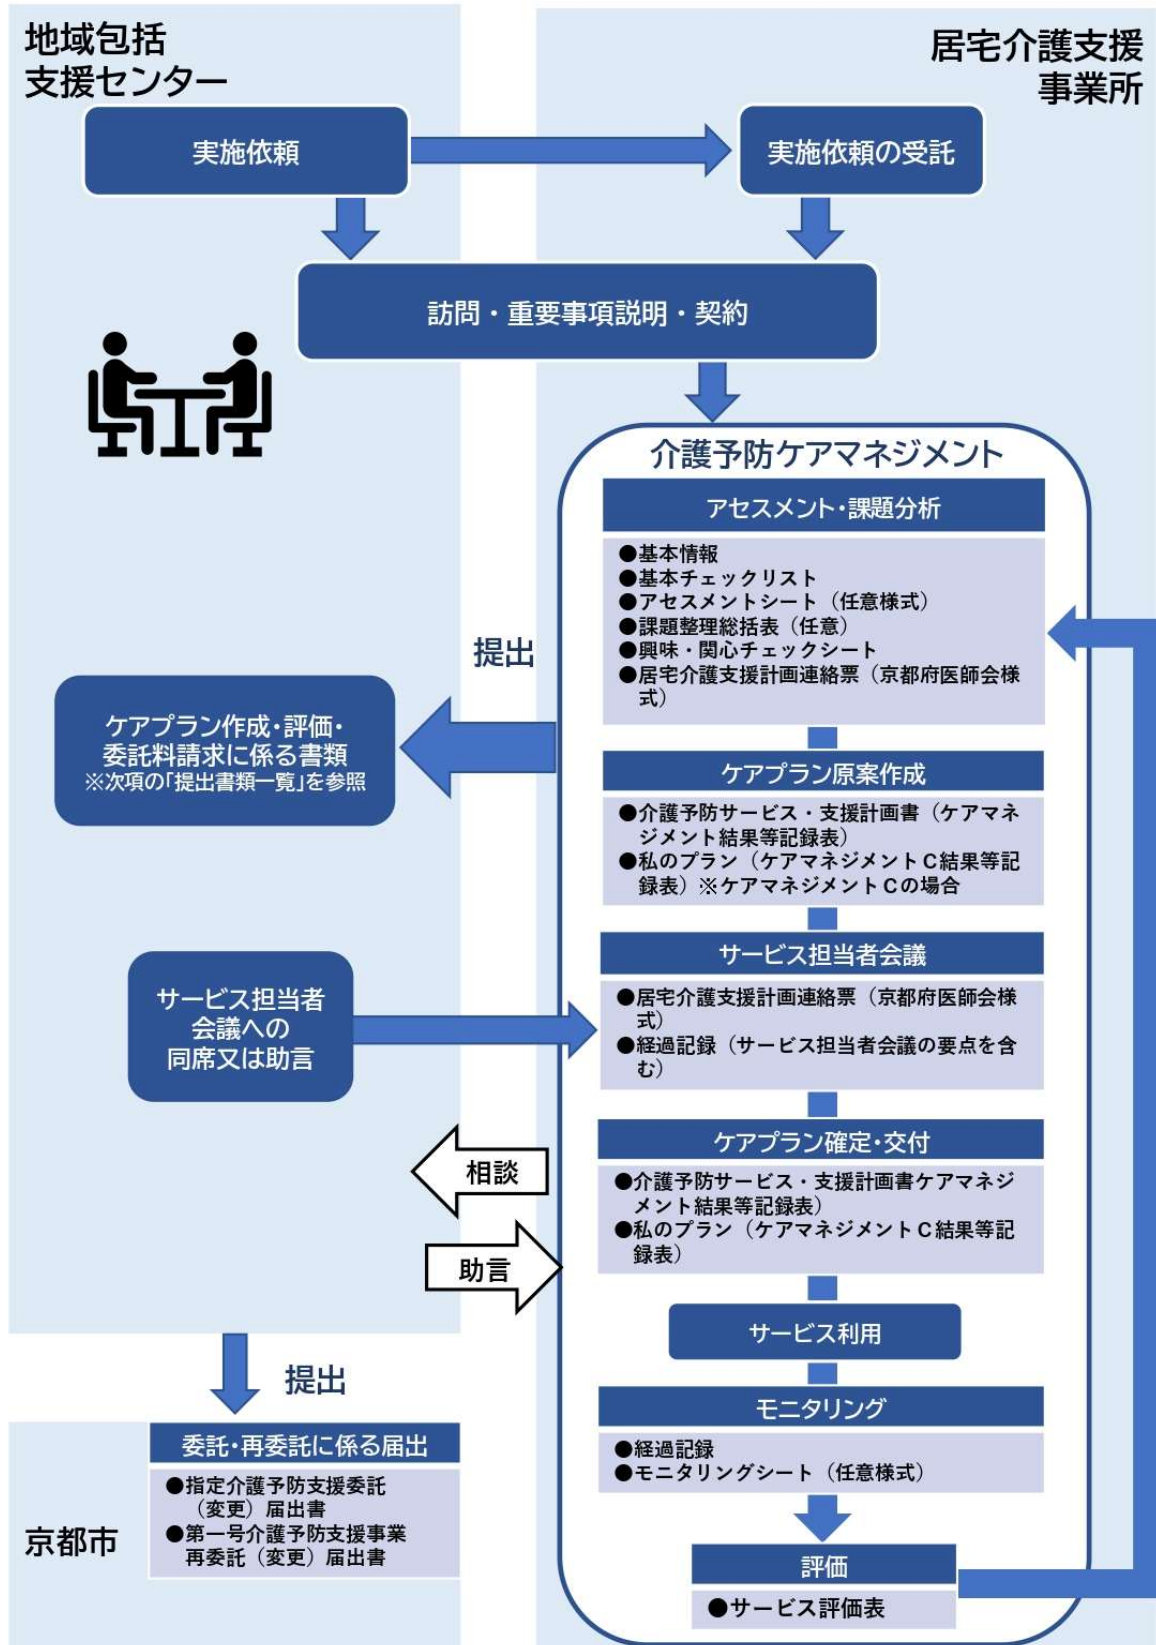 地域包括
支援センター
居宅介護支援
事業所
実施依頼
実施依頼の受託
訪問・重要事項説明・契約
介護予防ケアマネジメント
アセスメント・課題分析
●基本情報
●基本チェックリスト
●アセスメントシート（任意様式）
●課題整理総括表（任意）
●興味・関心チェックシート
●居宅介護支援計画連絡票（京都府医師会様
式）
提出
ケアプラン作成・評価・
委託料請求に係る書類
※次項の「提出書類一覧」を参照
ケアプラン原案作成
●介護予防サービス・支援計画書（ケアマネ
ジメント結果等記録表）
●私のプラン（ケアマネジメントＣ結果等記
録表）※ケアマネジメントＣの場合
サービス担当者
会議への
同席又は助言
サービス担当者会議
●居宅介護支援計画連絡票（京都府医師会様
式）
●経過記録（サービス担当者会議の要点を含
む）
相談
助言
ケアプラン確定・交付
●介護予防サービス・支援計画書ケアマネジ
メント結果等記録表）
●私のプラン（ケアマネジメントＣ結果等記
録表）
サービス利用
モニタリング
●経過記録
●モニタリングシート（任意様式）
評価
●サービス評価表
提出
京都市
委託・再委託に係る届出
●指定介護予防支援委託
（変更）届出書
●第一号介護予防支援事業
再委託（変更）届出書